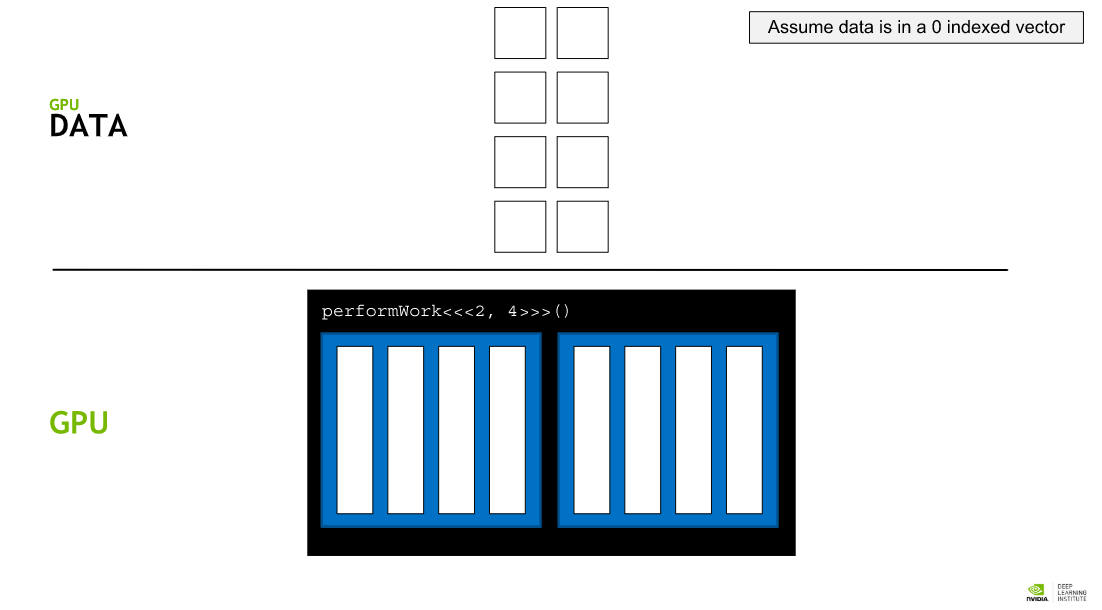 Assume data is in a 0 indexed vector
GPU
DATA
performWork<<<2, 4>>>()
GPU
NVIDIA
DEEP
LEARNING
INSTITUTE